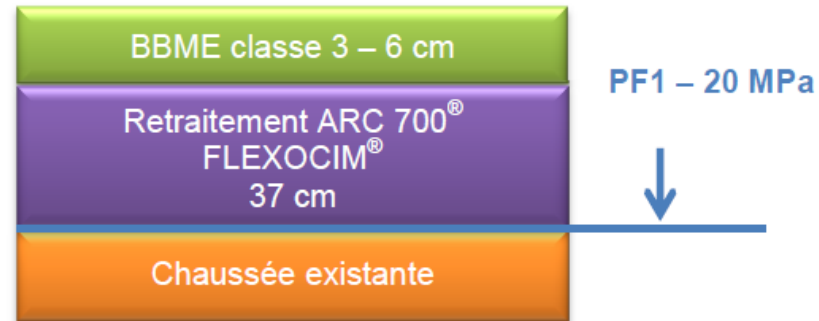 BBME classe 3 – 6 cm
PF1 – 20 MPa
Retraitement ARC 700®
FLEXOCIM®
37 cm
Chaussée existante